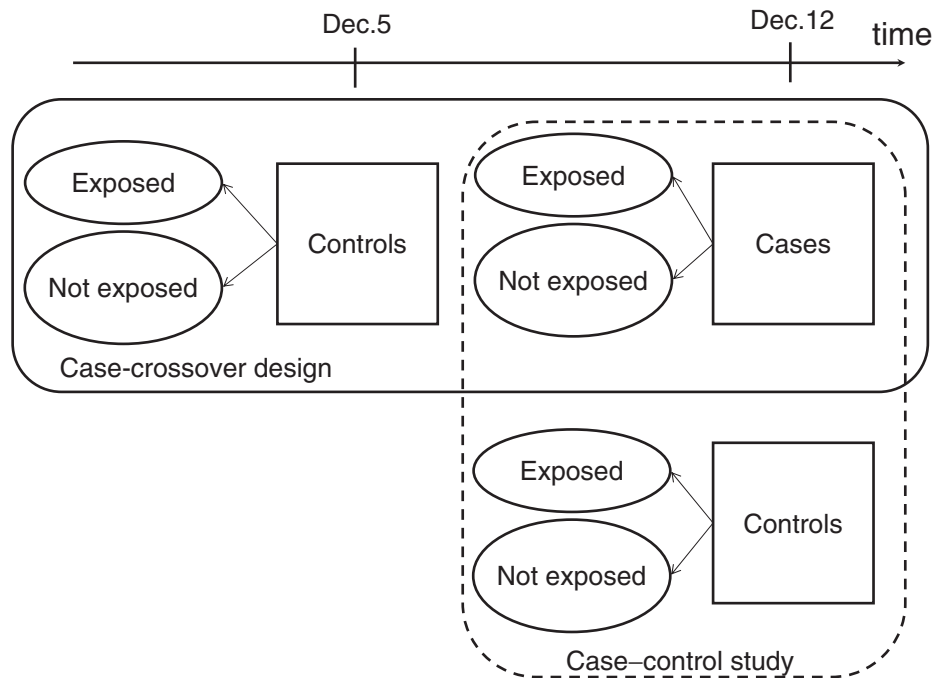 Dec.5
Dec.12
time
Exposed
Not exposed
Controls
Exposed
Not exposed
Cases
Case-crossover design
Exposed
Not exposed
Controls
Case–control study